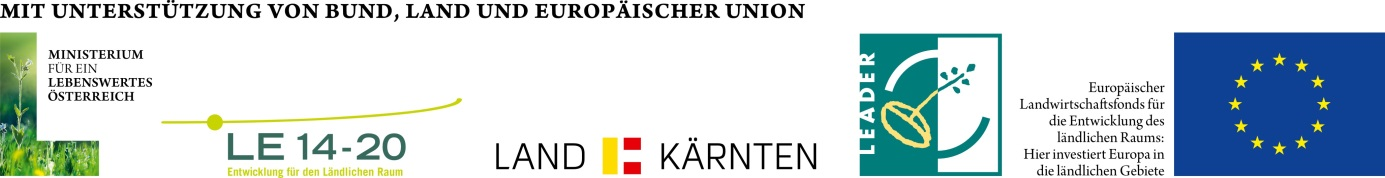 MIT UNTERSTÜTZUNG VON BUND, LAND UND EUROPÄISCHER UNION
MINISTERIUM
FÜR EIN
LEBENSWERTES
ÖSTERREICH
LE 14-20
Entwicklung für den Ländlichen Raum
LAND KÄRNTEN
LEADER
Europäischer
Landwirtschaftsfonds für
die Entwicklung des
ländlichen Raums:
Hier investiert Europa in
die ländlichen Gebiete